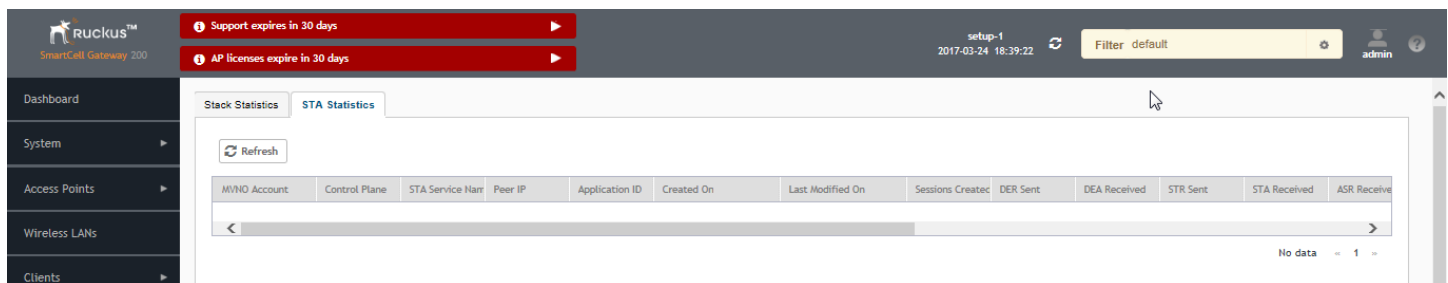 Ruckus™
SmartCell Gateway 200
Support expires in 30 days
AP licenses expire in 30 days
setup-1
2017-03-24 18:39:22
Filter default
admin
Dashboard
System
Access Points
Wireless LANs
Clients
Stack Statistics STA Statistics
Refresh
MVNO Account Control Plane STA Service Nam Peer IP Application ID Created On Last Modified On Sessions Created DER Sent DEA Received STR Sent STA Received ASR Receive
No data « 1 »